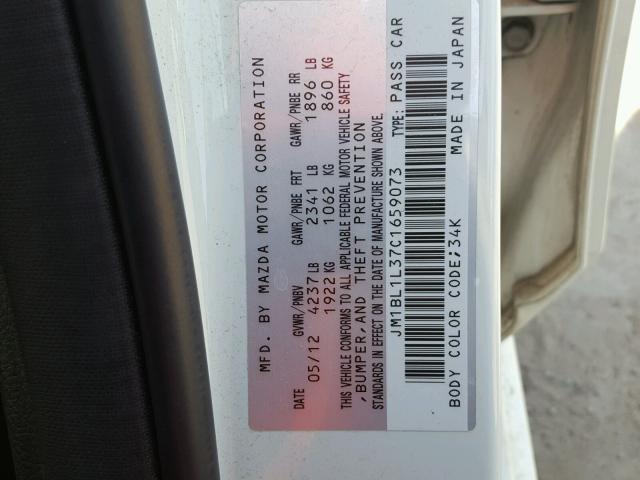 MFD. BY MAZDA MOTOR CORPORATION
DATE GVWR/PNBV GAWR/PNBE FRT GAWR/PNBE RR
05/12 4237 LB 2341 LB 1896 LB
1922 KG 1062 KG 860 KG
THIS VEHICLE CONFORMS TO ALL APPLICABLE FEDERAL MOTOR VEHICLE SAFETY
,BUMPER,AND THEFT PREVENTION
STANDARDS IN EFFECT ON THE DATE OF MANUFACTURE SHOWN ABOVE.
JM1BL1L37C1659073 TYPE: PASS CAR
BODY COLOR CODE;34K MADE IN JAPAN